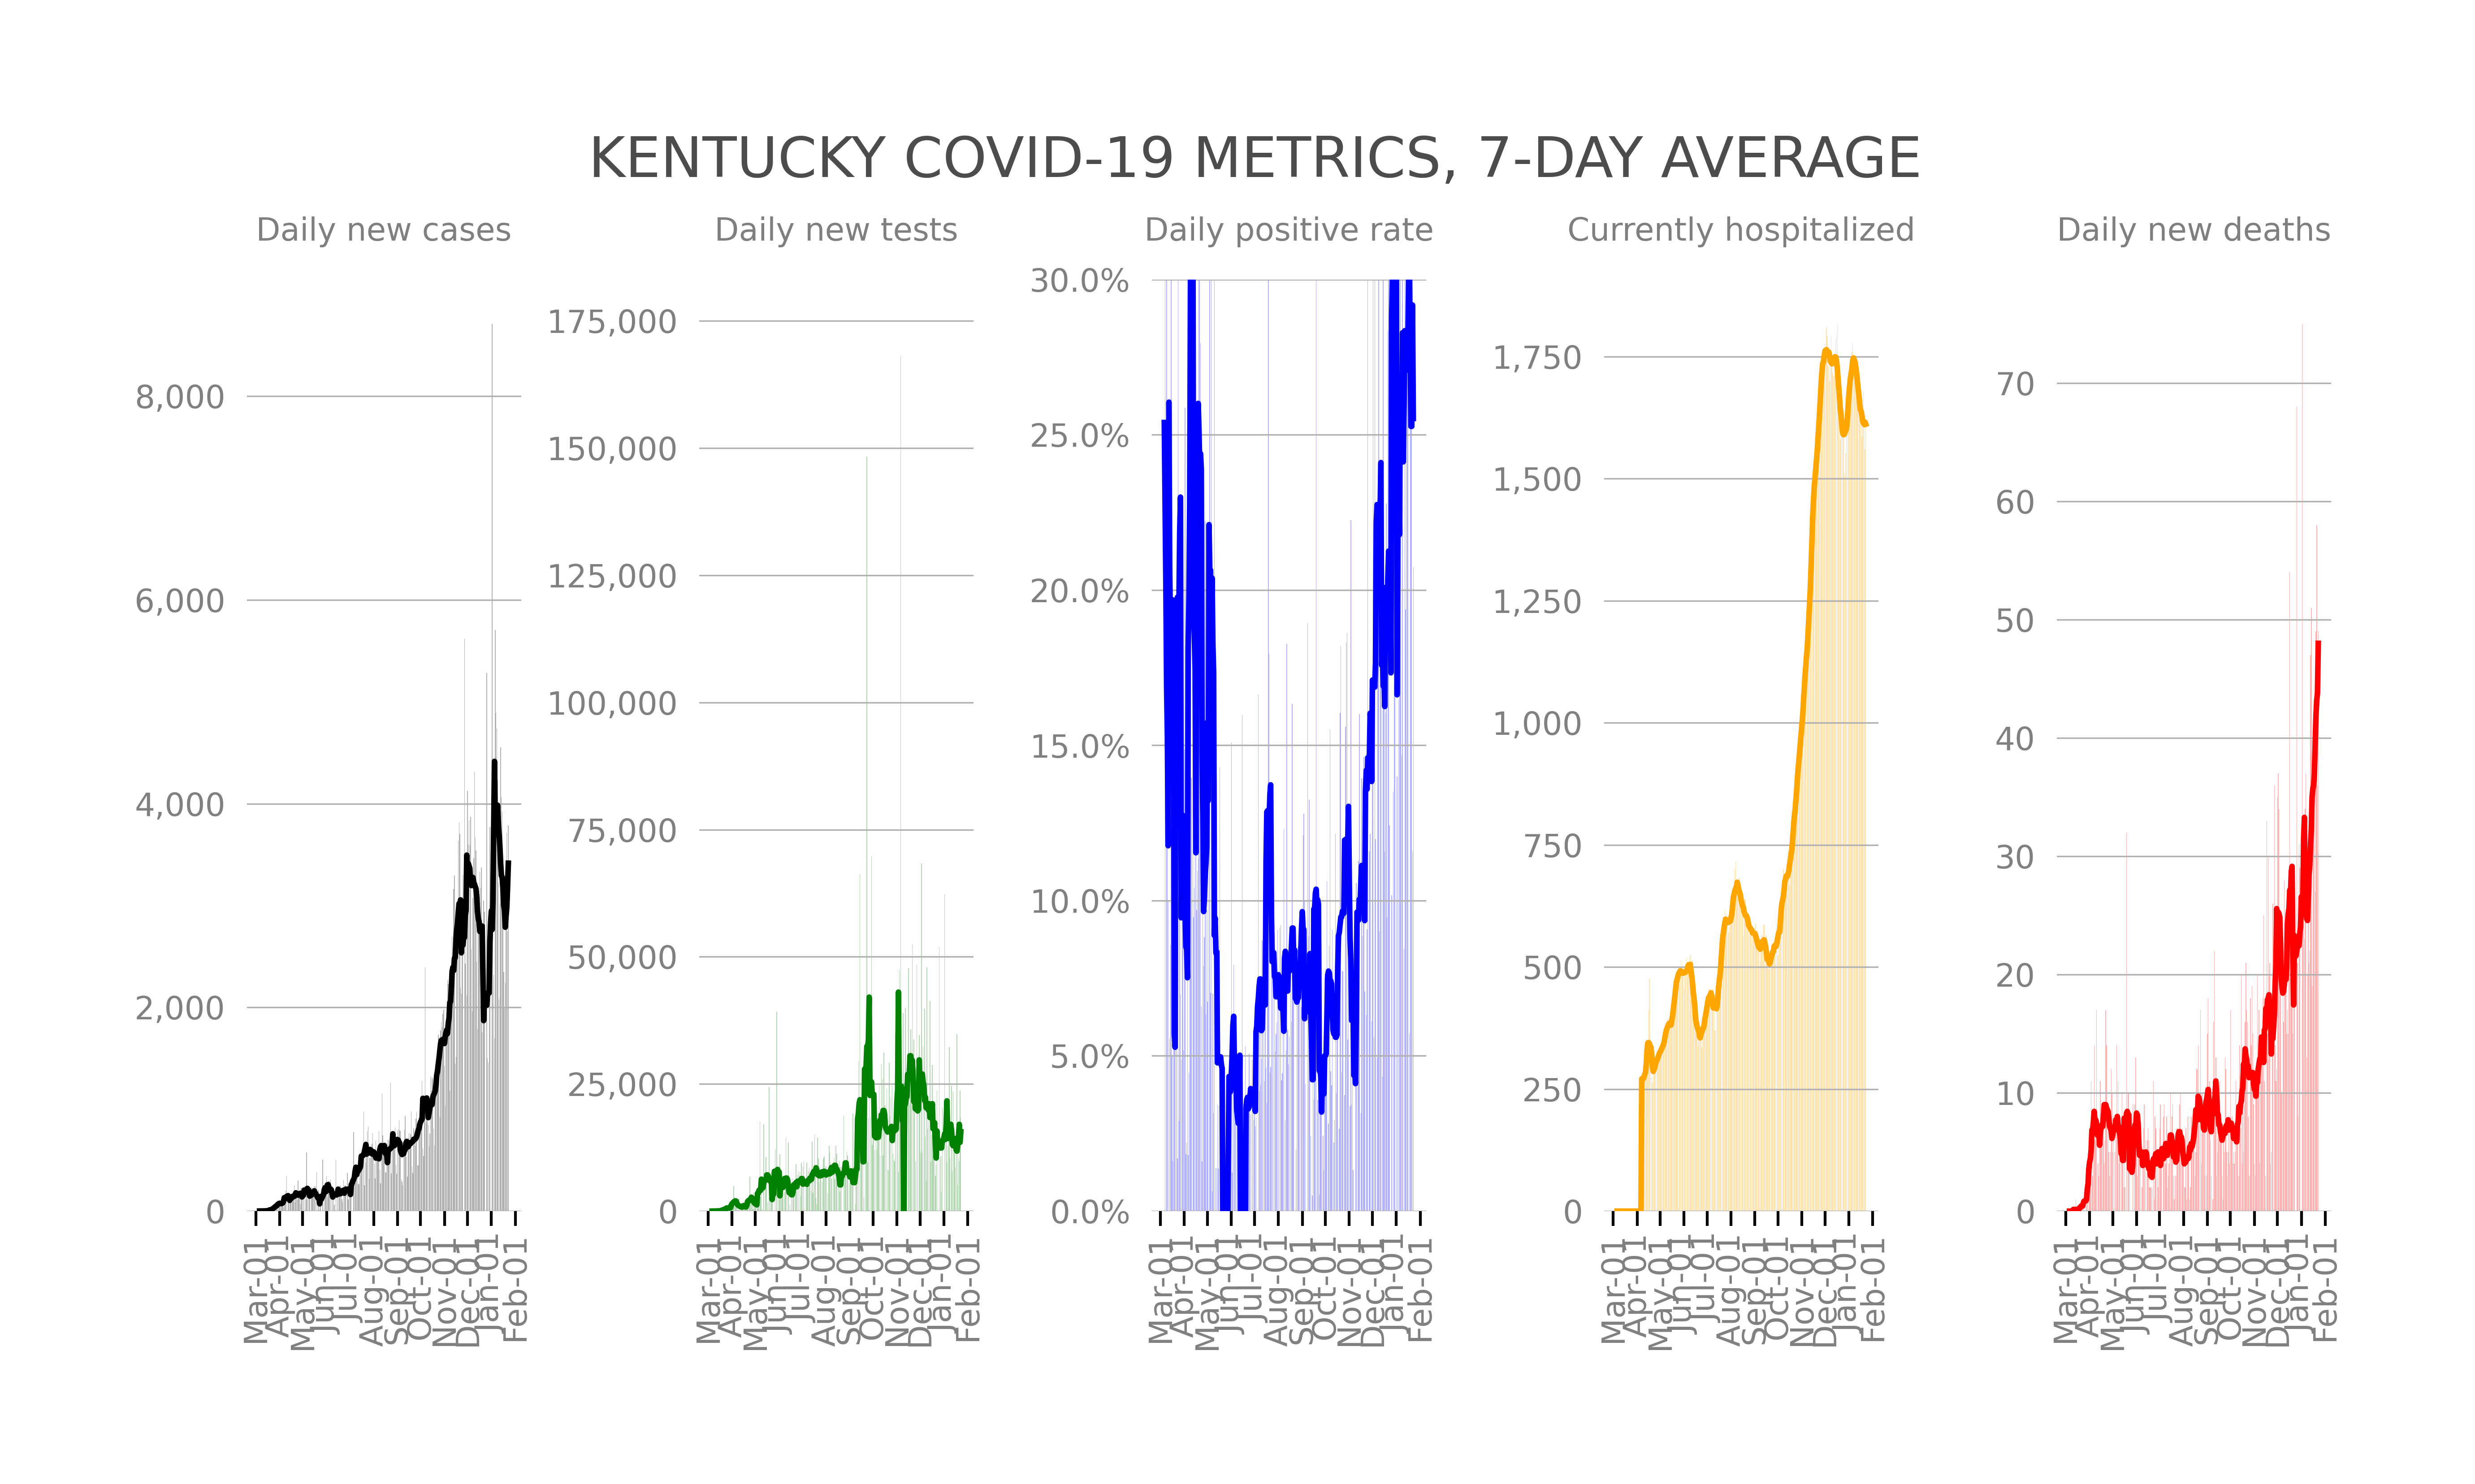 KENTUCKY COVID-19 METRICS, 7-DAY AVERAGE
Daily new cases
8,000
6,000
4,000
2,000
0
Mar-01
Apr-01
May-01
Jun-01
Jul-01
Aug-01
Sep-01
Oct-01
Nov-01
Dec-01
Jan-01
Feb-01
Daily new tests
175,000
150,000
125,000
100,000
75,000
50,000
25,000
0
Mar-01
Apr-01
May-01
Jun-01
Jul-01
Aug-01
Sep-01
Oct-01
Nov-01
Dec-01
Jan-01
Feb-01
Daily positive rate
30.0%
25.0%
20.0%
15.0%
10.0%
5.0%
0.0%
Mar-01
Apr-01
May-01
Jun-01
Jul-01
Aug-01
Sep-01
Oct-01
Nov-01
Dec-01
Jan-01
Feb-01
Currently hospitalized
1,750
1,500
1,250
1,000
750
500
250
0
Mar-01
Apr-01
May-01
Jun-01
Jul-01
Aug-01
Sep-01
Oct-01
Nov-01
Dec-01
Jan-01
Feb-01
Daily new deaths
70
60
50
40
30
20
10
0
Mar-01
Apr-01
May-01
Jun-01
Jul-01
Aug-01
Sep-01
Oct-01
Nov-01
Dec-01
Jan-01
Feb-01